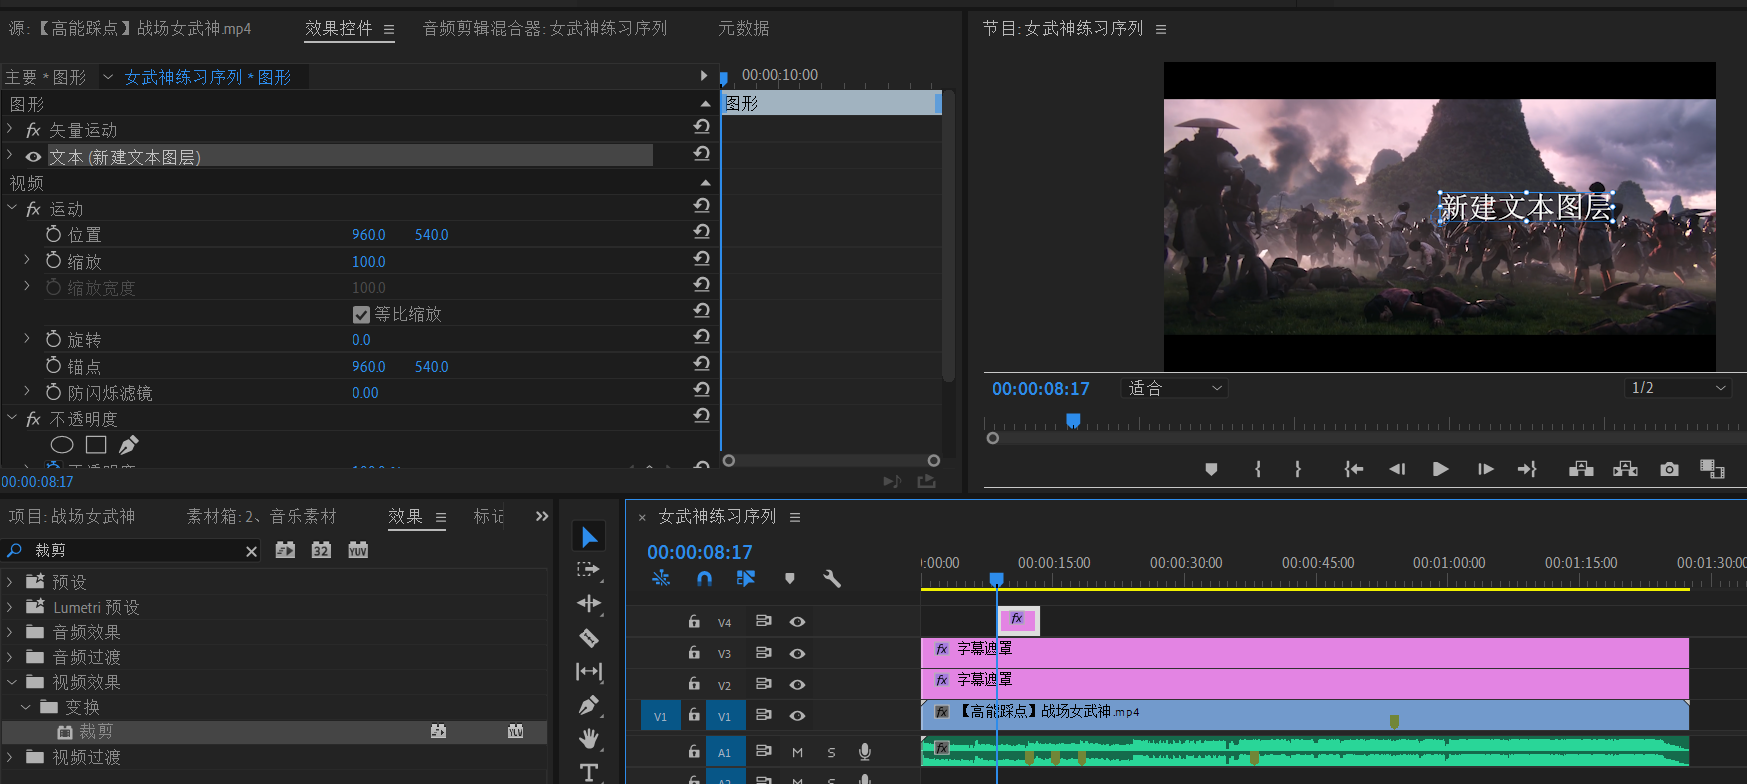 源:【高能踩点】战场女武神.mp4
效果控件
音频剪辑混合器: 女武神练习序列
元数据
节目: 女武神练习序列
主要 * 图形
女武神练习序列 * 图形
00:00:10:00
图形
图形
fx 矢量运动
文本 (新建文本图层)
视频
fx 运动
位置 960.0 540.0
缩放 100.0
缩放宽度 100.0
等比缩放
旋转 0.0
锚点 960.0 540.0
防闪烁滤镜 0.00
fx 不透明度
00:00:08:17
新建文本图层
00:00:08:17
适合
1/2
项目: 战场女武神
素材箱: 2、音乐素材
效果
标记
裁剪
32
YUV
预设
Lumetri 预设
音频效果
音频过渡
视频效果
变换
裁剪
YUV
视频过渡
T
× 女武神练习序列
00:00:08:17
:00:00
00:00:15:00
00:00:30:00
00:00:45:00
00:01:00:00
00:01:15:00
00:01:30:00
V4
fx
V3
fx 字幕遮罩
V2
fx 字幕遮罩
V1
V1
fx 【高能踩点】战场女武神.mp4
A1
M
S
fx
A2
M
S